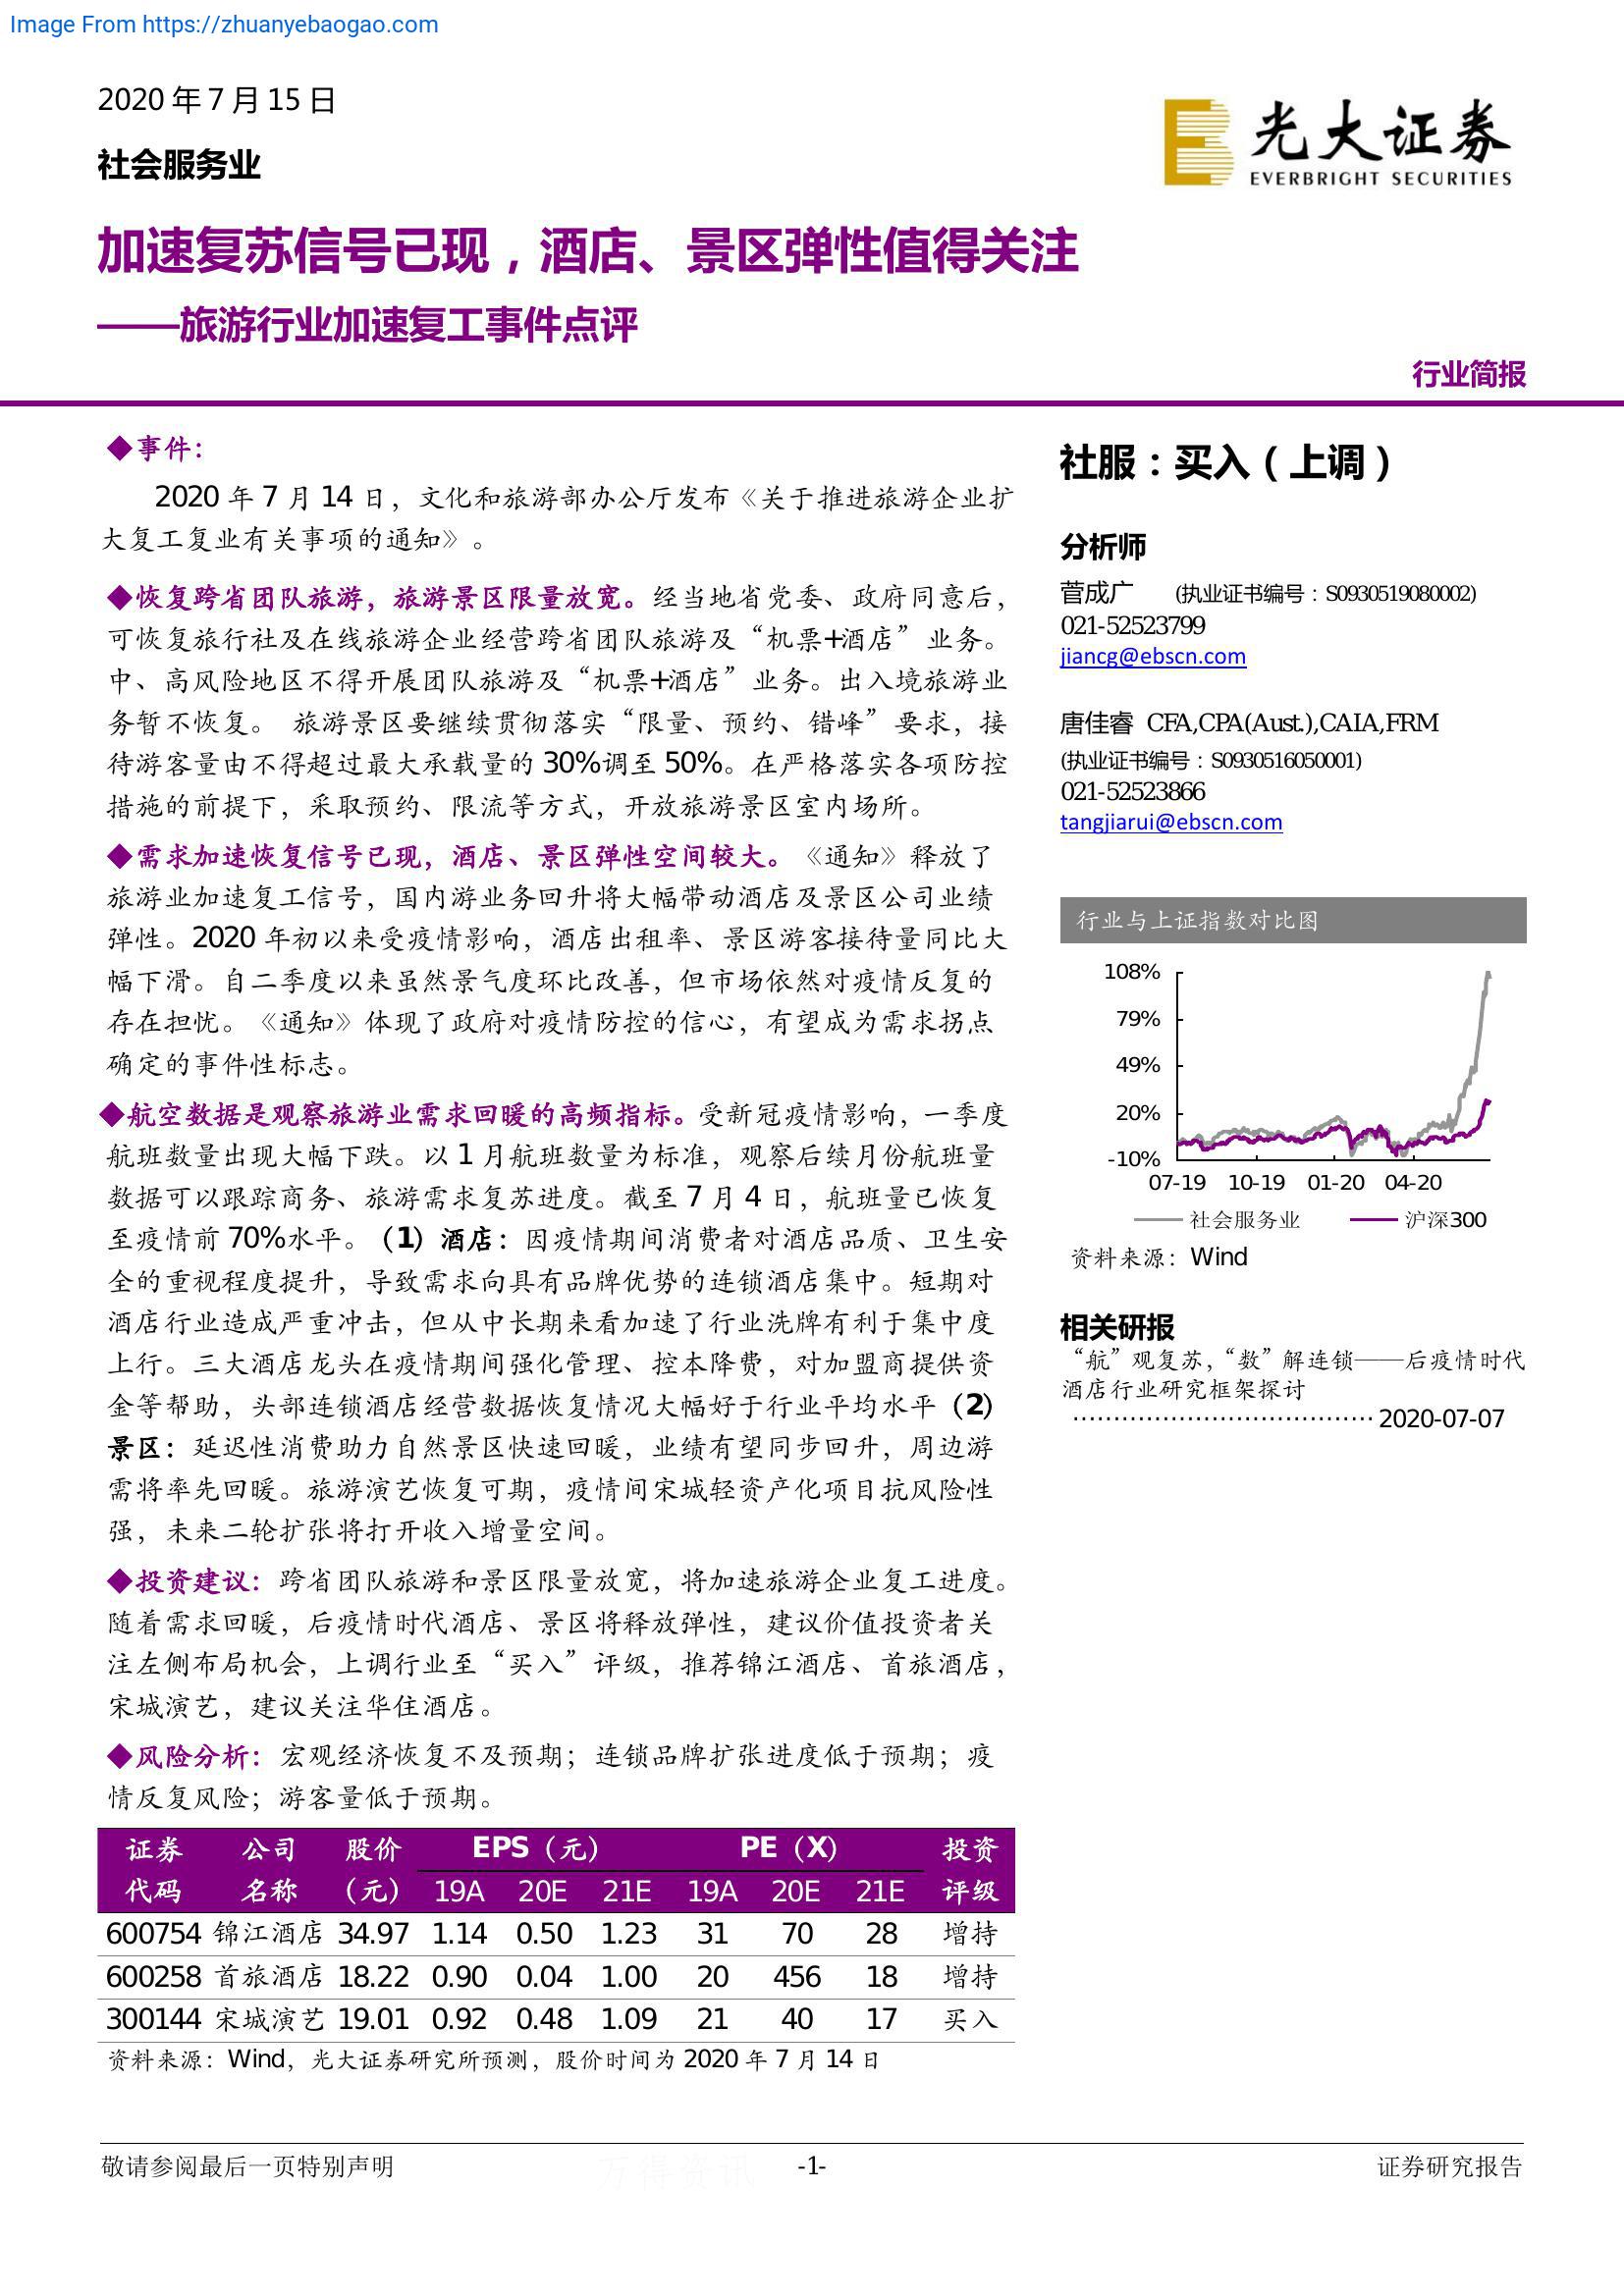 Image From https://zhuanyebaogao.com
2020 年 7 月 15 日
社会服务业
光大证券
EVERBRIGHT SECURITIES
加速复苏信号已现，酒店、景区弹性值得关注
——旅游行业加速复工事件点评
行业简报
◆事件：
2020 年 7 月 14 日，文化和旅游部办公厅发布《关于推进旅游企业扩
大复工复业有关事项的通知》。
◆恢复跨省团队旅游，旅游景区限量放宽。经当地省党委、政府同意后，
可恢复旅行社及在线旅游企业经营跨省团队旅游及“机票+酒店”业务。
中、高风险地区不得开展团队旅游及“机票+酒店”业务。出入境旅游业
务暂不恢复。 旅游景区要继续贯彻落实“限量、预约、错峰”要求，接
待游客量由不得超过最大承载量的 30%调至 50%。在严格落实各项防控
措施的前提下，采取预约、限流等方式，开放旅游景区室内场所。
◆需求加速恢复信号已现，酒店、景区弹性空间较大。《通知》释放了
旅游业加速复工信号，国内游业务回升将大幅带动酒店及景区公司业绩
弹性。2020 年初以来受疫情影响，酒店出租率、景区游客接待量同比大
幅下滑。自二季度以来虽然景气度环比改善，但市场依然对疫情反复的
存在担忧。《通知》体现了政府对疫情防控的信心，有望成为需求拐点
确定的事件性标志。
◆航空数据是观察旅游业需求回暖的高频指标。受新冠疫情影响，一季度
航班数量出现大幅下跌。以 1 月航班数量为标准，观察后续月份航班量
数据可以跟踪商务、旅游需求复苏进度。截至 7 月 4 日，航班量已恢复
至疫情前 70%水平。（1）酒店：因疫情期间消费者对酒店品质、卫生安
全的重视程度提升，导致需求向具有品牌优势的连锁酒店集中。短期对
酒店行业造成严重冲击，但从中长期来看加速了行业洗牌有利于集中度
上行。三大酒店龙头在疫情期间强化管理、控本降费，对加盟商提供资
金等帮助，头部连锁酒店经营数据恢复情况大幅好于行业平均水平（2）
景区：延迟性消费助力自然景区快速回暖，业绩有望同步回升，周边游
需将率先回暖。旅游演艺恢复可期，疫情间宋城轻资产化项目抗风险性
强，未来二轮扩张将打开收入增量空间。
◆投资建议：跨省团队旅游和景区限量放宽，将加速旅游企业复工进度。
随着需求回暖，后疫情时代酒店、景区将释放弹性，建议价值投资者关
注左侧布局机会，上调行业至“买入”评级，推荐锦江酒店、首旅酒店，
宋城演艺，建议关注华住酒店。
◆风险分析：宏观经济恢复不及预期；连锁品牌扩张进度低于预期；疫
情反复风险；游客量低于预期。
证券 公司 股价 EPS（元） PE（X） 投资
代码 名称 （元） 19A 20E 21E 19A 20E 21E 评级
600754 锦江酒店 34.97 1.14 0.50 1.23 31 70 28 增持
600258 首旅酒店 18.22 0.90 0.04 1.00 20 456 18 增持
300144 宋城演艺 19.01 0.92 0.48 1.09 21 40 17 买入
资料来源：Wind，光大证券研究所预测，股价时间为 2020 年 7 月 14 日
社服：买入（上调）
分析师
菅成广 (执业证书编号：S0930519080002)
021-52523799
jiancg@ebscn.com
唐佳睿 CFA,CPA(Aust.),CAIA,FRM
(执业证书编号：S0930516050001)
021-52523866
tangjiarui@ebscn.com
行业与上证指数对比图
108%
79%
49%
20%
-10%
07-19 10-19 01-20 04-20
社会服务业 沪深300
资料来源：Wind
相关研报
“航”观复苏，“数”解连锁——后疫情时代
酒店行业研究框架探讨
····································· 2020-07-07
敬请参阅最后一页特别声明 万得资讯 -1- 证券研究报告